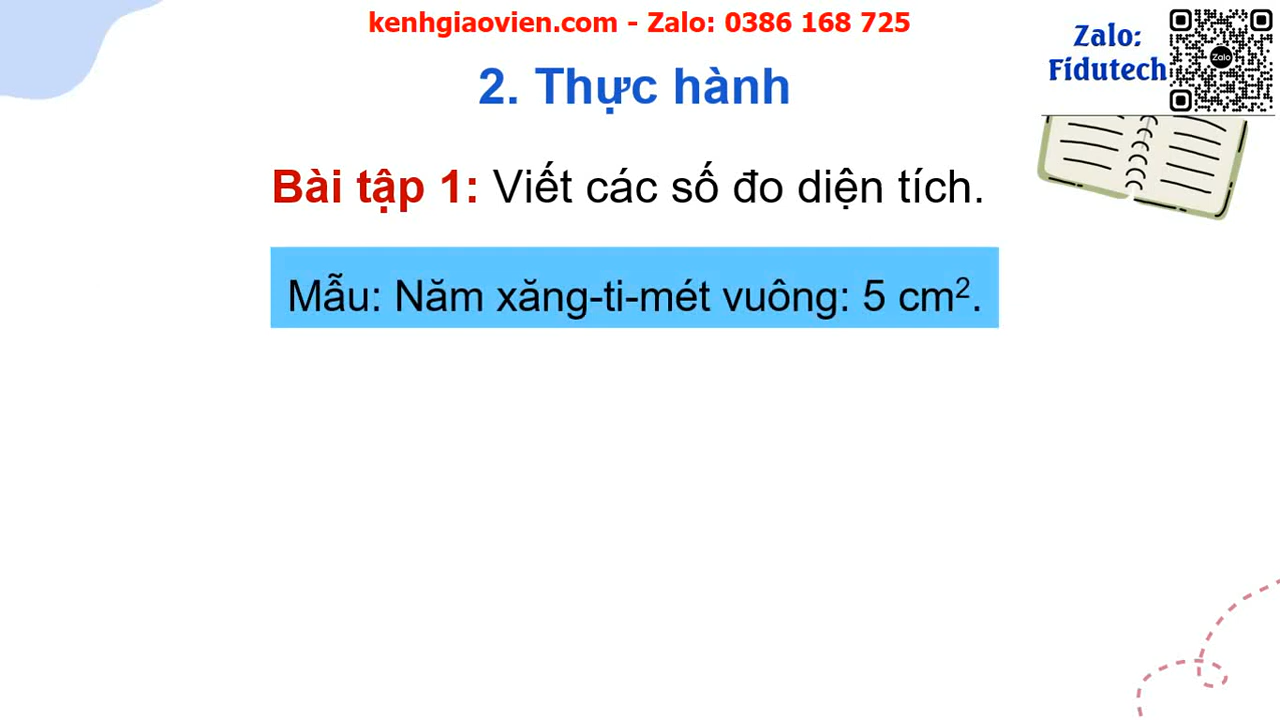 kenhgiaovien.com - Zalo: 0386 168 725
Zalo:
Fidutech
Zalo
2. Thực hành
Bài tập 1: Viết các số đo diện tích.
Mẫu: Năm xăng-ti-mét vuông: 5 cm².